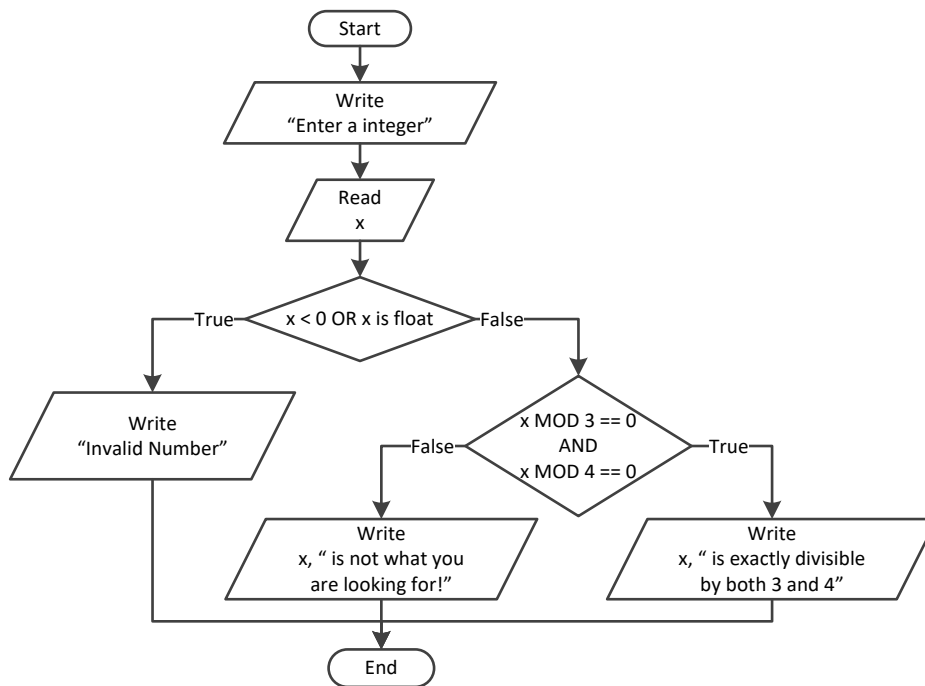 Start
Write
“Enter a integer”
Read
x
x < 0 OR x is float
True
False
Write
“Invalid Number”
x MOD 3 == 0
AND
x MOD 4 == 0
False
True
Write
x, “ is not what you
are looking for!”
Write
x, “ is exactly divisible
by both 3 and 4”
End